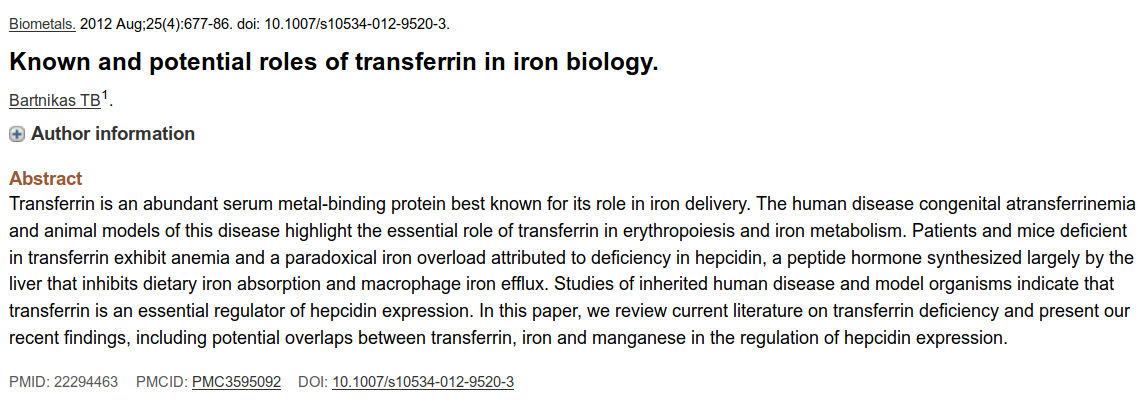 Biometals. 2012 Aug;25(4):677-86. doi: 10.1007/s10534-012-9520-3.
Known and potential roles of transferrin in iron biology.
Bartnikas TB1.
Author information
Abstract
Transferrin is an abundant serum metal-binding protein best known for its role in iron delivery. The human disease congenital atransferrinemia
and animal models of this disease highlight the essential role of transferrin in erythropoiesis and iron metabolism. Patients and mice deficient
in transferrin exhibit anemia and a paradoxical iron overload attributed to deficiency in hepcidin, a peptide hormone synthesized largely by the
liver that inhibits dietary iron absorption and macrophage iron efflux. Studies of inherited human disease and model organisms indicate that
transferrin is an essential regulator of hepcidin expression. In this paper, we review current literature on transferrin deficiency and present our
recent findings, including potential overlaps between transferrin, iron and manganese in the regulation of hepcidin expression.
PMID: 22294463 PMCID: PMC3595092 DOI: 10.1007/s10534-012-9520-3